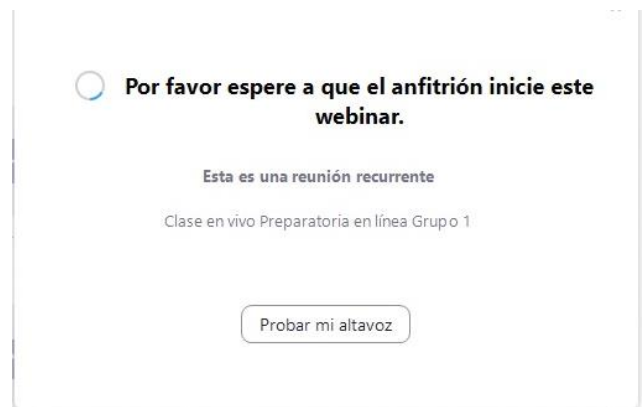 Por favor espere a que el anfitrión inicie este
webinar.
Esta es una reunión recurrente
Clase en vivo Preparatoria en línea Grupo 1
Probar mi altavoz